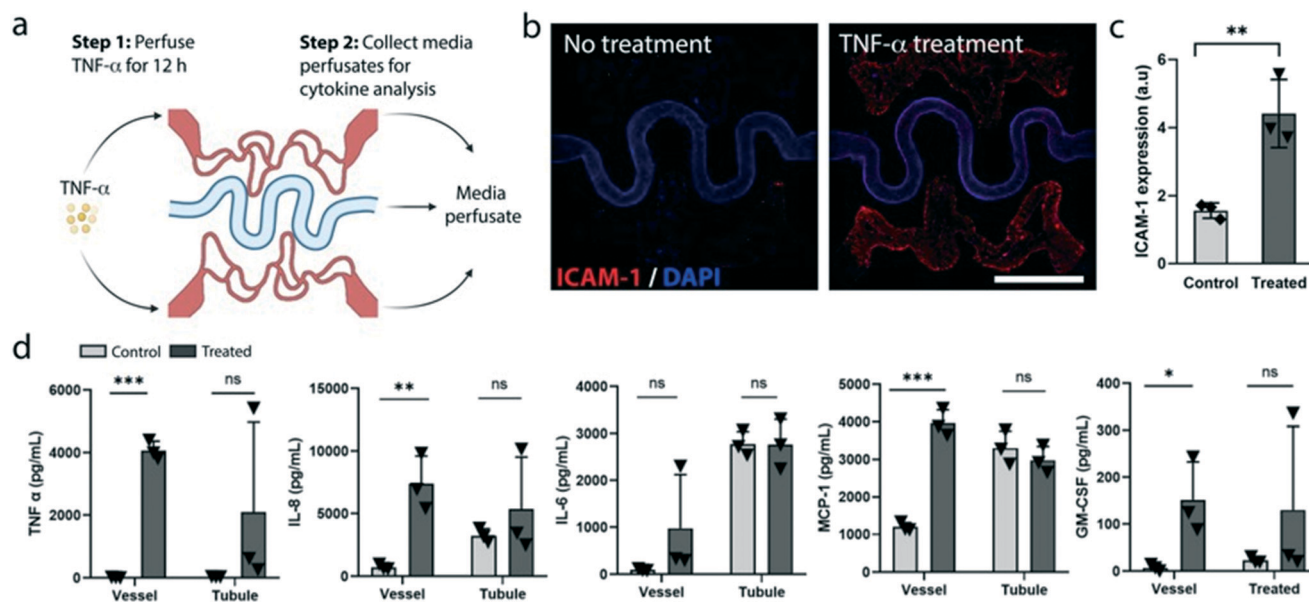 a
Step 1: Perfuse
TNF-α for 12 h
Step 2: Collect media
perfusates for
cytokine analysis
TNF-α
Media
perfusate
b
No treatment
TNF-α treatment
ICAM-1 / DAPI
c
**
ICAM-1 expression (a.u)
6
4
2
0
Control
Treated
d
Control
Treated
TNF α (pg/mL)
6000
4000
2000
0
***
ns
Vessel
Tubule
IL-8 (pg/mL)
15000
10000
5000
0
**
ns
Vessel
Tubule
IL-6 (pg/mL)
4000
3000
2000
1000
0
ns
ns
Vessel
Tubule
MCP-1 (pg/mL)
5000
4000
3000
2000
1000
0
***
ns
Vessel
Tubule
GM-CSF (pg/mL)
400
300
200
100
0
*
ns
Vessel
Treated